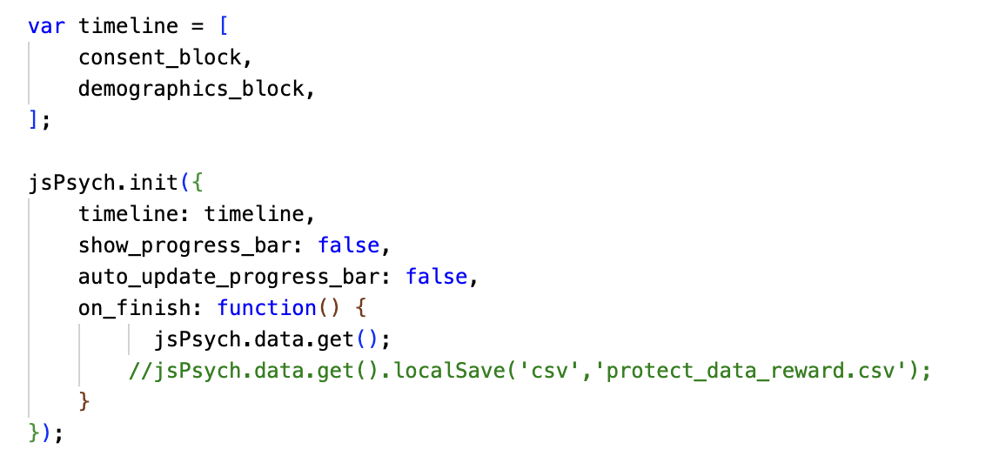 var timeline = [
    consent_block,
    demographics_block,
];

jsPsych.init({
    timeline: timeline,
    show_progress_bar: false,
    auto_update_progress_bar: false,
    on_finish: function() {
          jsPsych.data.get();
        //jsPsych.data.get().localSave('csv','protect_data_reward.csv');
    }
});